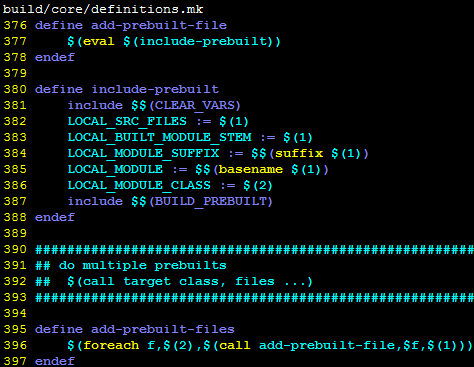 build/core/definitions.mk
376 define add-prebuilt-file
377     $(eval $(include-prebuilt))
378 endef
379
380 define include-prebuilt
381     include $$(CLEAR_VARS)
382     LOCAL_SRC_FILES := $(1)
383     LOCAL_BUILT_MODULE_STEM := $(1)
384     LOCAL_MODULE_SUFFIX := $$(suffix $(1))
385     LOCAL_MODULE := $$(basename $(1))
386     LOCAL_MODULE_CLASS := $(2)
387     include $$(BUILD_PREBUILT)
388 endef
389
390 #######################################################
391 ## do multiple prebuilts
392 ##  $(call target class, files ...)
393 #######################################################
394
395 define add-prebuilt-files
396     $(foreach f,$(2),$(call add-prebuilt-file,$f,$(1)))
397 endef